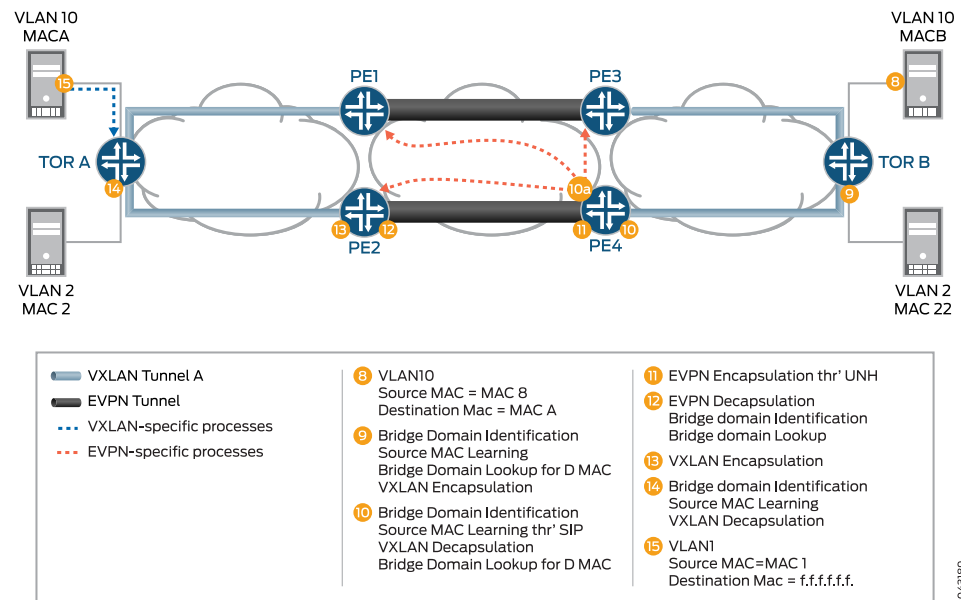 VLAN 10
MACA
VLAN 10
MACB
15
8
PE1
PE3
TOR A
TOR B
10a
14
9
13
12
11
10
PE2
PE4
VLAN 2
MAC 2
VLAN 2
MAC 22
VXLAN Tunnel A
EVPN Tunnel
VXLAN-specific processes
EVPN-specific processes
8 VLAN10
Source MAC = MAC 8
Destination Mac = MAC A
9 Bridge Domain Identification
Source MAC Learning
Bridge Domain Lookup for D MAC
VXLAN Encapsulation
10 Bridge Domain Identification
Source MAC Learning thr' SIP
VXLAN Decapsulation
Bridge Domain Lookup for D MAC
11 EVPN Encapsulation thr' UNH
12 EVPN Decapsulation
Bridge domain Identification
Bridge domain Lookup
13 VXLAN Encapsulation
14 Bridge domain Identification
Source MAC Learning
VXLAN Decapsulation
15 VLAN1
Source MAC=MAC 1
Destination Mac = f.f.f.f.f.f.